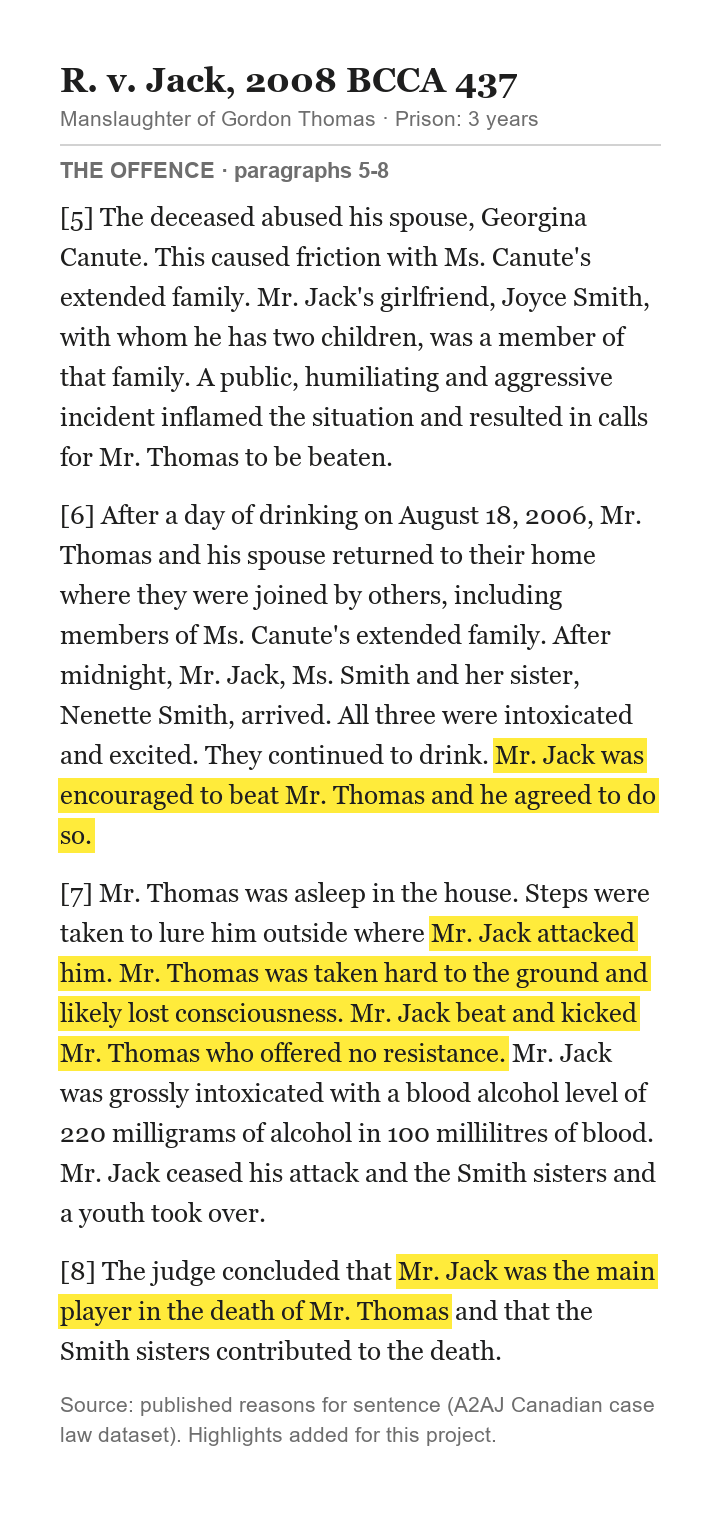 R. v. Jack, 2008 BCCA 437
Manslaughter of Gordon Thomas · Prison: 3 years
THE OFFENCE · paragraphs 5-8
[5] The deceased abused his spouse, Georgina
Canute. This caused friction with Ms. Canute's
extended family. Mr. Jack's girlfriend, Joyce Smith,
with whom he has two children, was a member of
that family. A public, humiliating and aggressive
incident inflamed the situation and resulted in calls
for Mr. Thomas to be beaten.
[6] After a day of drinking on August 18, 2006, Mr.
Thomas and his spouse returned to their home
where they were joined by others, including
members of Ms. Canute's extended family. After
midnight, Mr. Jack, Ms. Smith and her sister,
Nenette Smith, arrived. All three were intoxicated
and excited. They continued to drink. Mr. Jack was
encouraged to beat Mr. Thomas and he agreed to do
so.
[7] Mr. Thomas was asleep in the house. Steps were
taken to lure him outside where Mr. Jack attacked
him. Mr. Thomas was taken hard to the ground and
likely lost consciousness. Mr. Jack beat and kicked
Mr. Thomas who offered no resistance. Mr. Jack
was grossly intoxicated with a blood alcohol level of
220 milligrams of alcohol in 100 millilitres of blood.
Mr. Jack ceased his attack and the Smith sisters and
a youth took over.
[8] The judge concluded that Mr. Jack was the main
player in the death of Mr. Thomas and that the
Smith sisters contributed to the death.
Source: published reasons for sentence (A2AJ Canadian case
law dataset). Highlights added for this project.